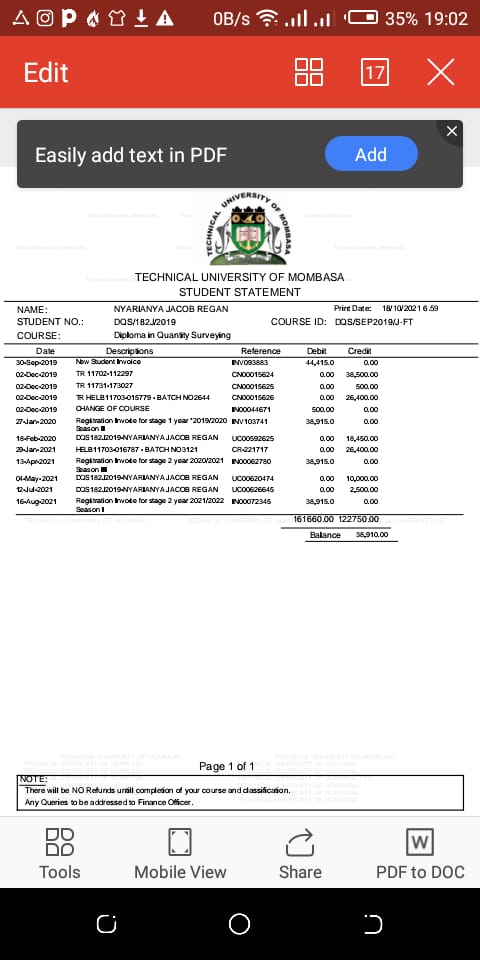 0B/s 35% 19:02
Edit 17
Easily add text in PDF Add
TECHNICAL UNIVERSITY OF MOMBASA
TECHNICAL UNIVERSITY OF MOMBASA
STUDENT STATEMENT
NAME: NYARIANYA JACOB REGAN Print Date: 18/10/2021 6:59
STUDENT NO.: DQS/182J/2019 COURSE ID: DQS/SEP2019/J-FT
COURSE: Diploma in Quantity Surveying
Date Descriptions Reference Debit Credit
30-Sep-2019 New Student Invoice INV093883 44,415.0 0.00
02-Dec-2019 TR 11702-112297 CN00015624 0.00 38,500.00
02-Dec-2019 TR 11731-173027 CN00015625 0.00 500.00
02-Dec-2019 TR HELB11703-015779 - BATCH NO2644 CN00015626 0.00 26,400.00
02-Dec-2019 CHANGE OF COURSE IN00044671 500.00 0.00
27-Jan-2020 Registration Invoice for stage 1 year "2019/2020 INV103741 38,915.0 0.00
Season III
18-Feb-2020 DQS182J2019-NYARIANYA JACOB REGAN UC00592625 0.00 18,450.00
29-Jan-2021 HELB11703-016787 - BATCH NO3121 CR-221717 0.00 26,400.00
13-Apr-2021 Registration Invoice for stage 2 year 2020/2021 IN00062780 38,915.0 0.00
Season III
04-May-2021 DQS182J2019-NYARIANYA JACOB REGAN UC00620474 0.00 10,000.00
12-Jul-2021 DQS182J2019-NYARIANYA JACOB REGAN UC00626645 0.00 2,500.00
16-Aug-2021 Registration Invoice for stage 2 year 2021/2022 IN00072345 38,915.0 0.00
Season I
161660.00 122750.00
Ballance 38,910.00
Page 1 of 1
NOTE:
There will be NO Refunds untill completion of your course and classification.
Any Queries to be addressed to Finance Officer.
Tools Mobile View Share PDF to DOC
W